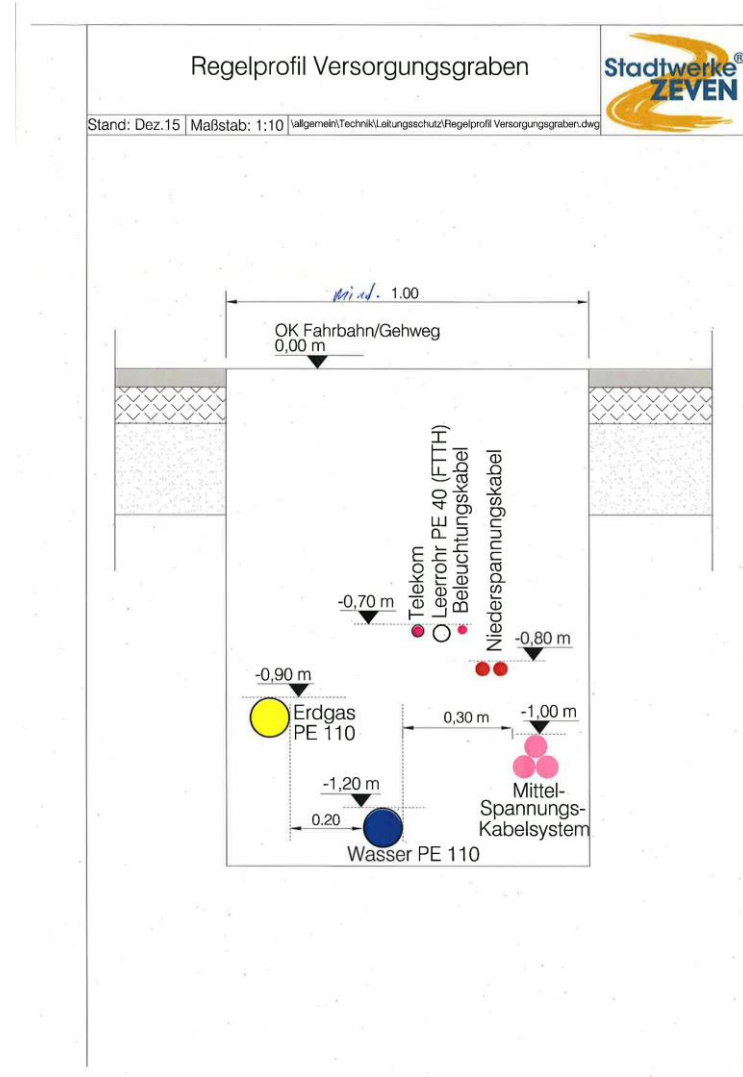 Regelprofil Versorgungsgraben
Stadtwerke®
ZEVEN
Stand: Dez.15
Maßstab: 1:10
\allgemein\Technik\Leitungsschutz\Regelprofil Versorgungsgraben.dwg
mind. 1.00
OK Fahrbahn/Gehweg
0,00 m
Telekom
Leerrohr PE 40 (FTTH)
Beleuchtungskabel
Niederspannungskabel
-0,70 m
-0,80 m
-0,90 m
Erdgas
PE 110
0,30 m
-1,00 m
Mittel-
Spannungs-
Kabelsystem
-1,20 m
0.20
Wasser PE 110